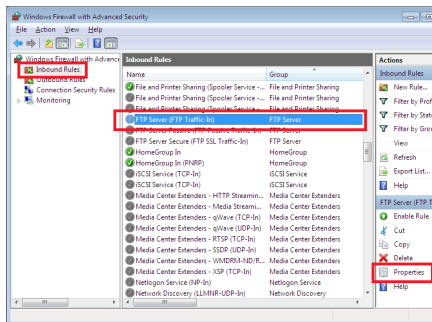 Windows Firewall with Advanced Security
File Action View Help
Windows Firewall with Advance
Inbound Rules
Outbound Rules
Connection Security Rules
Monitoring
Inbound Rules
Name Group
File and Printer Sharing (Spooler Service -... File and Printer Sharing
File and Printer Sharing (Spooler Service -... File and Printer Sharing
FTP Server (FTP Traffic-In) FTP Server
FTP Server Passive (FTP Passive Traffic-In) FTP Server
FTP Server Secure (FTP SSL Traffic-In) FTP Server
HomeGroup In HomeGroup
HomeGroup In (PNRP) HomeGroup
iSCSI Service (TCP-In) iSCSI Service
iSCSI Service (TCP-In) iSCSI Service
Media Center Extenders - HTTP Streamin... Media Center Extenders
Media Center Extenders - Media Streami... Media Center Extenders
Media Center Extenders - qWave (TCP-In) Media Center Extenders
Media Center Extenders - qWave (UDP-In) Media Center Extenders
Media Center Extenders - RTSP (TCP-In) Media Center Extenders
Media Center Extenders - SSDP (UDP-In) Media Center Extenders
Media Center Extenders - WMDRM-ND/R... Media Center Extenders
Media Center Extenders - XSP (TCP-In) Media Center Extenders
Netlogon Service (NP-In) Netlogon Service
Network Discovery (LLMNR-UDP-In) Network Discovery
Actions
Inbound Rules
New Rule...
Filter by Prof
Filter by State
Filter by Grou
View
Refresh
Export List...
Help
FTP Server (FTP T
Enable Rule
Cut
Copy
Delete
Properties
Help